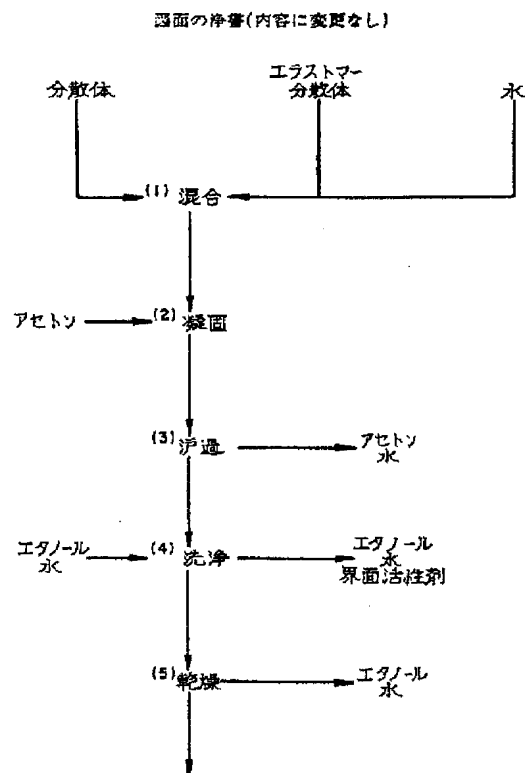 図面の浄書(内容に変更なし)
分散体
エラストマー
分散体
水
(1) 混合
アセトン
(2) 凝固
(3) 沪過
アセトン
水
エタノール
水
(4) 洗浄
エタノール
水
界面活性剤
(5) 乾燥
エタノール
水